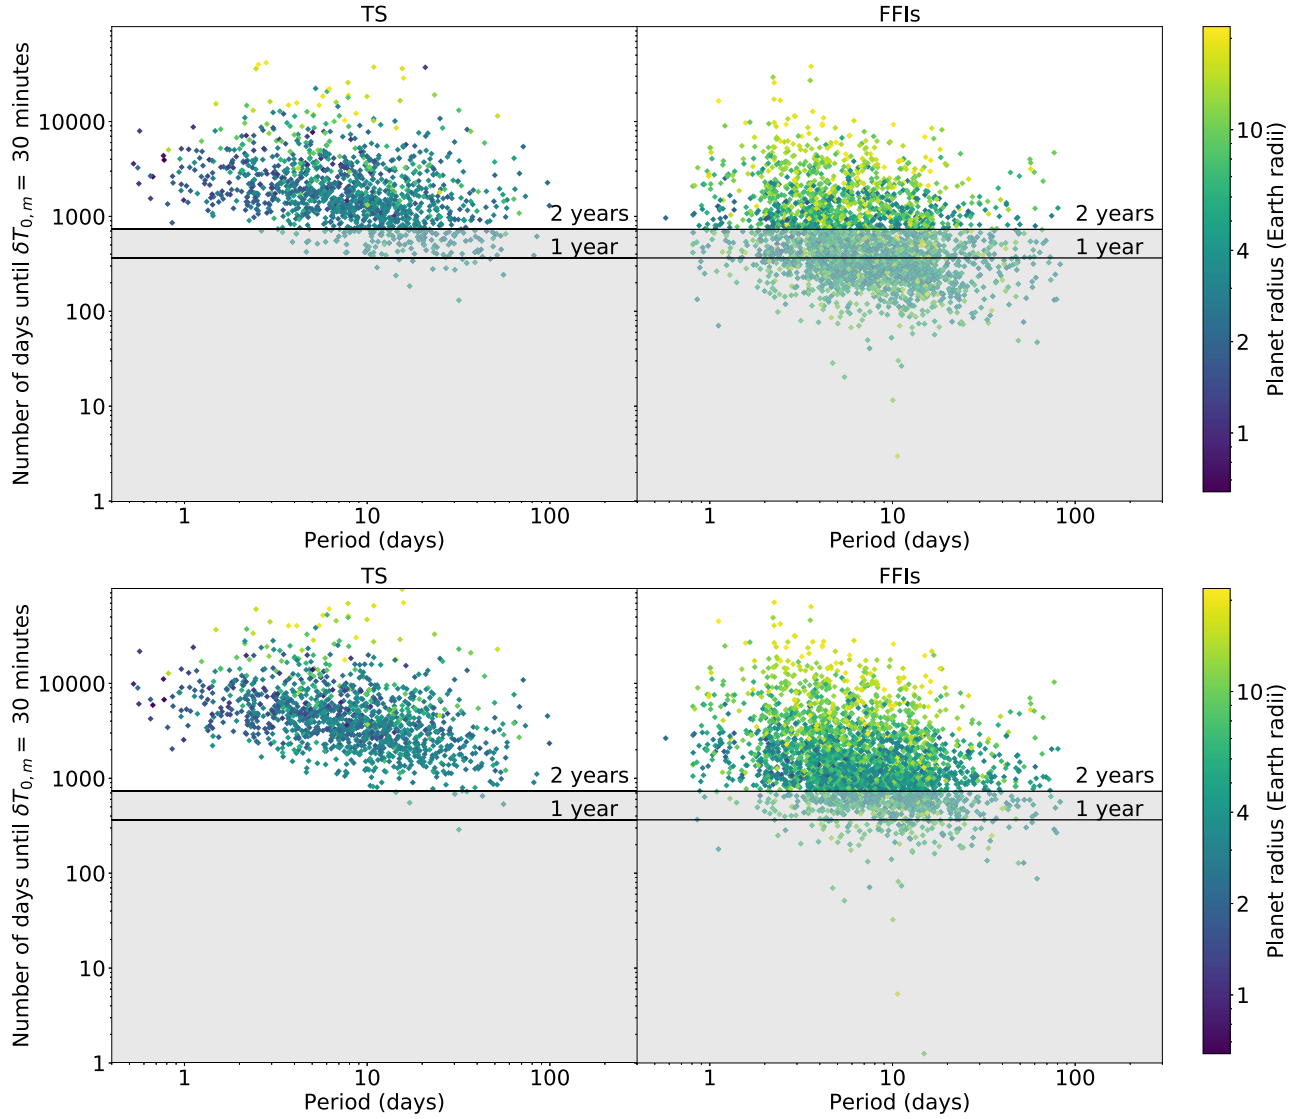 TS
FFIs
Number of days until δT₀,ₘ = 30 minutes
10000
1000
100
10
1
2 years
1 year
2 years
1 year
1
10
100
1
10
100
Period (days)
Period (days)
10
4
2
1
Planet radius (Earth radii)
TS
FFIs
Number of days until δT₀,ₘ = 30 minutes
10000
1000
100
10
1
2 years
1 year
2 years
1 year
1
10
100
1
10
100
Period (days)
Period (days)
10
4
2
1
Planet radius (Earth radii)